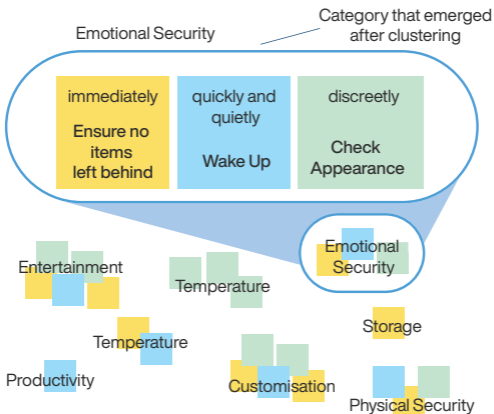 Category that emerged
after clustering
Emotional Security
immediately
Ensure no
items
left behind
quickly and
quietly
Wake Up
discreetly
Check
Appearance
Emotional
Security
Entertainment
Temperature
Storage
Temperature
Productivity
Customisation
Physical Security